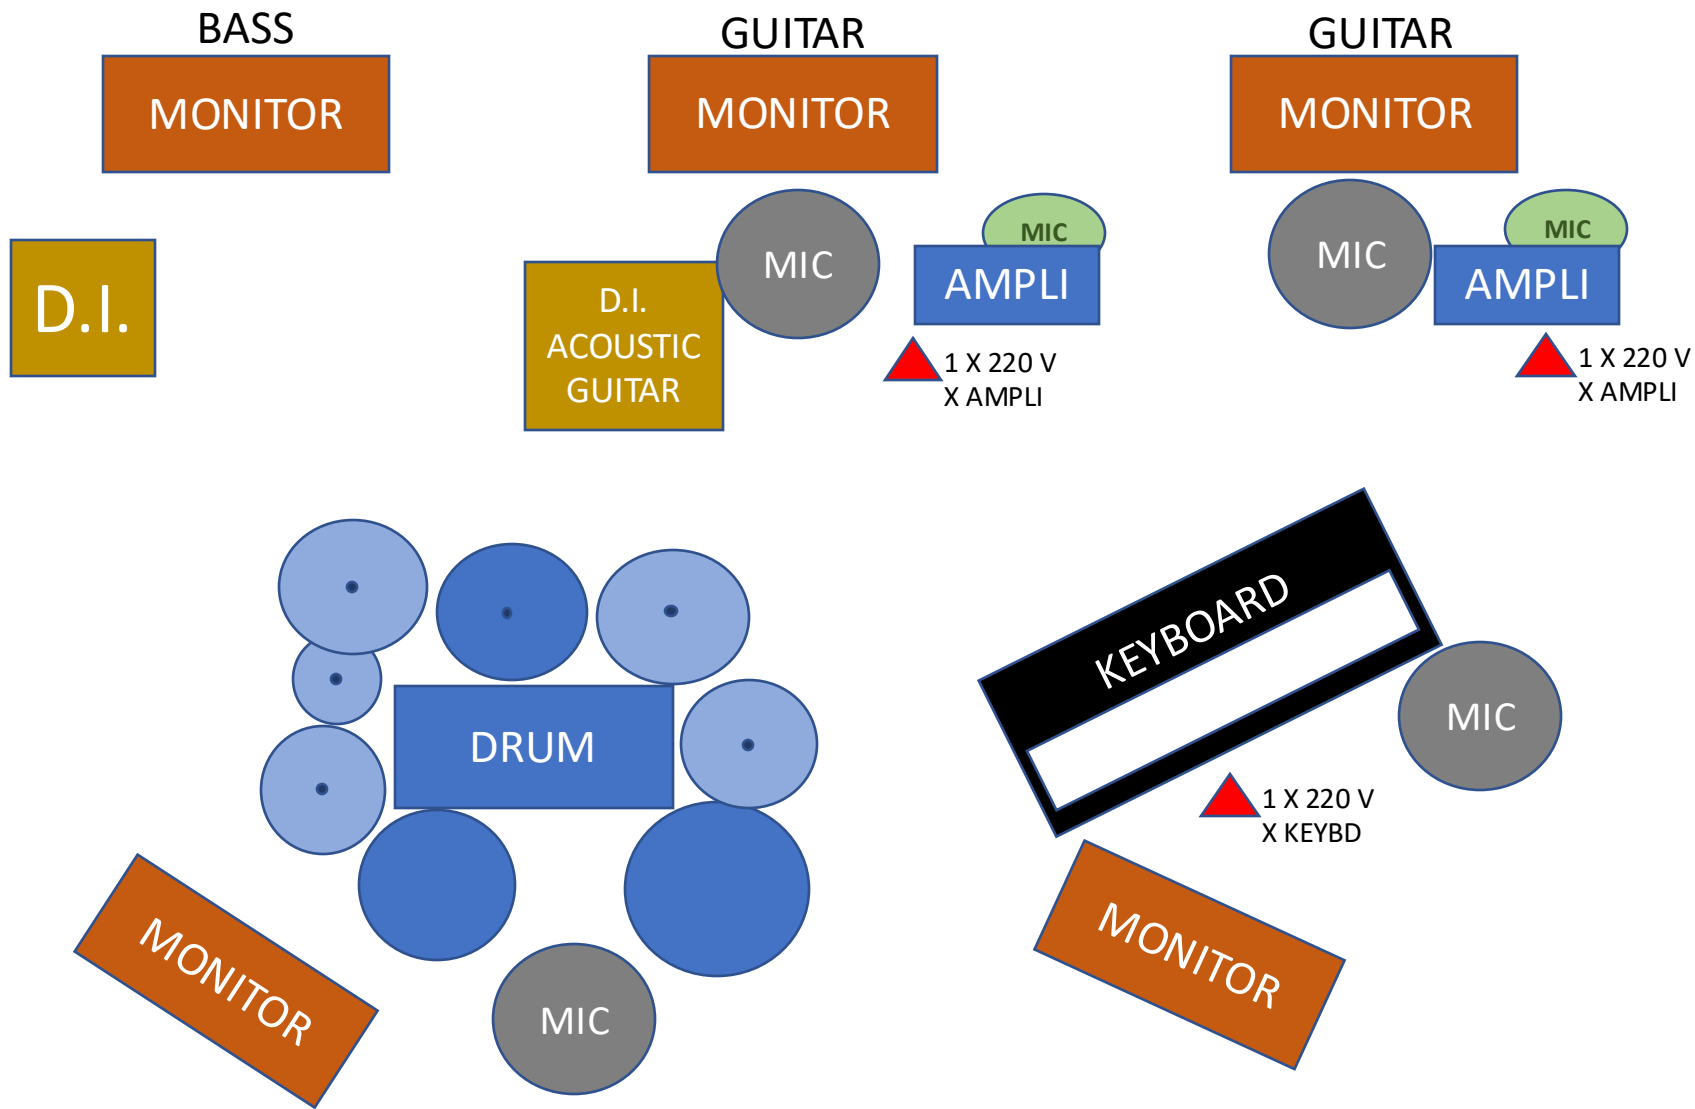 BASS
MONITOR
D.I.
GUITAR
MONITOR
MIC
D.I.
ACOUSTIC
GUITAR
MIC
AMPLI
1 X 220 V
X AMPLI
GUITAR
MONITOR
MIC
MIC
AMPLI
1 X 220 V
X AMPLI
DRUM
MONITOR
MIC
KEYBOARD
MIC
1 X 220 V
X KEYBD
MONITOR